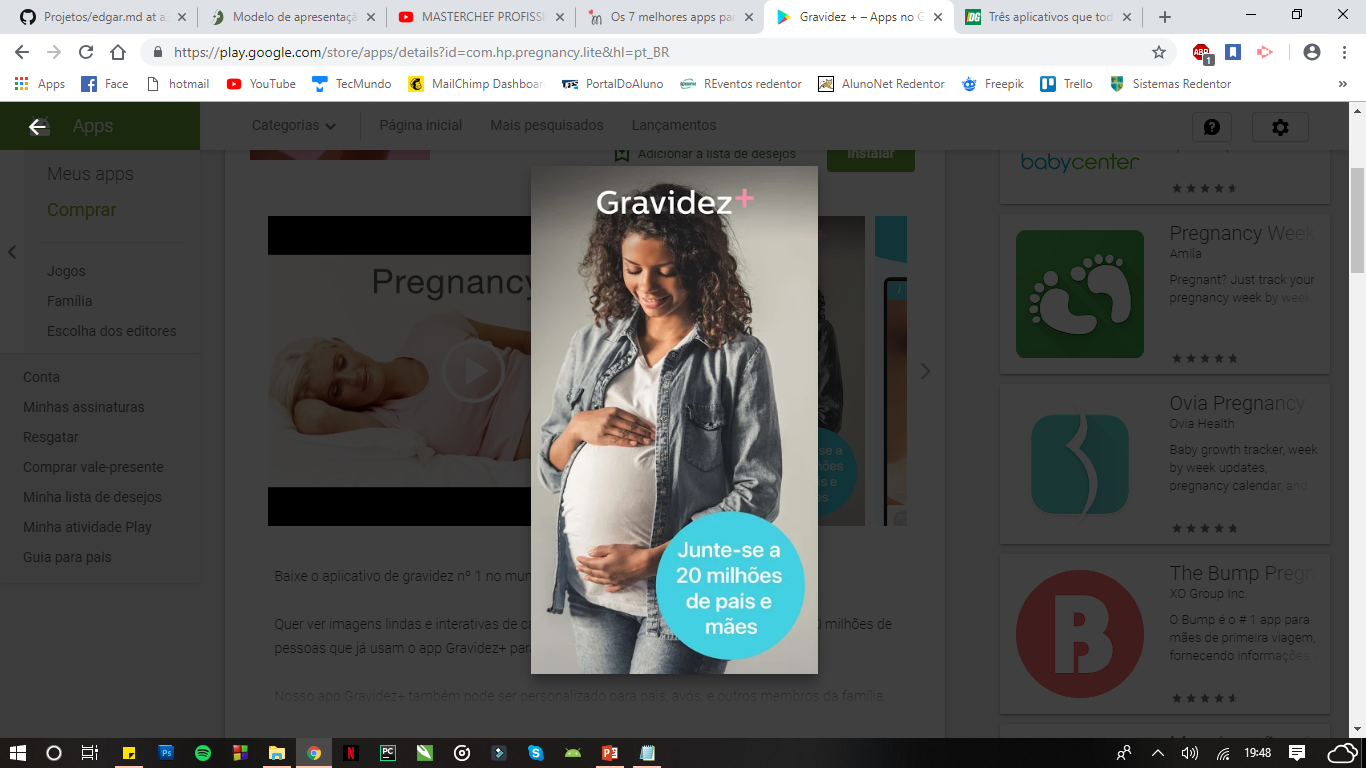 Projetos/edgar.md at a
Modelo de apresentaçã
MASTERCHEF PROFISS
Os 7 melhores apps pa
Gravidez + – Apps no G
Três aplicativos que tod
https://play.google.com/store/apps/details?id=com.hp.pregnancy.lite&hl=pt_BR
ABP
1
Apps
Face
hotmail
YouTube
TecMundo
MailChimp Dashboar
PortalDoAluno
REventos redentor
AlunoNet Redentor
Freepik
Trello
Sistemas Redentor
Apps
Categorias
Página inicial
Mais pesquisados
Lançamentos
Meus apps
Comprar
Jogos
Família
Escolha dos editores
Conta
Minhas assinaturas
Resgatar
Comprar vale-presente
Minha lista de desejos
Minha atividade Play
Guia para pais
Adicionar à lista de desejos
Instalar
Pregnancy
Gravidez+
Junte-se a
20 milhões
de pais e
mães
Baixe o aplicativo de gravidez nº 1 no mun
Quer ver imagens lindas e interativas de ca
0 milhões de
pessoas que já usam o app Gravidez+ par
Nosso app Gravidez+ também pode ser personalizado para pais, avós, e outros membros da família.
babycenter
Pregnancy Week
Amila
Pregnant? Just track your
pregnancy week by week
Ovia Pregnancy
Ovia Health
Baby growth tracker, week
by week updates,
pregnancy calendar, and
The Bump Pregn
XO Group Inc.
O Bump é o # 1 app para
mães de primeira viagem,
fornecendo informações
B
19:48